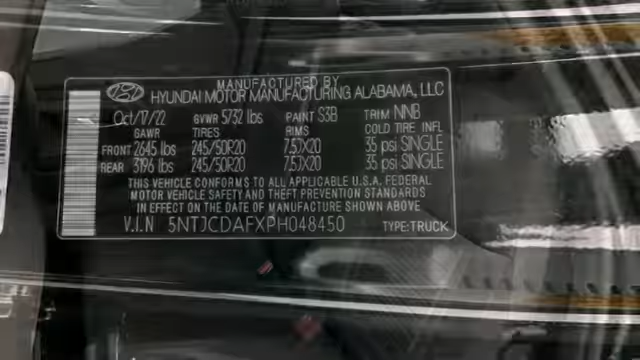 MANUFACTURED BY
HYUNDAI MOTOR MANUFACTURING ALABAMA, LLC
Oct/17/22 GVWR 5732 lbs PAINT S3B TRIM NNB
GAWR TIRES RIMS COLD TIRE INFL
FRONT 2645 lbs 245/50R20 7.5JX20 35 psi SINGLE
REAR 3196 lbs 245/50R20 7.5JX20 35 psi SINGLE
THIS VEHICLE CONFORMS TO ALL APPLICABLE U.S.A. FEDERAL
MOTOR VEHICLE SAFETY AND THEFT PREVENTION STANDARDS
IN EFFECT ON THE DATE OF MANUFACTURE SHOWN ABOVE
V.I.N 5NTJCDAFXPH048450 TYPE:TRUCK